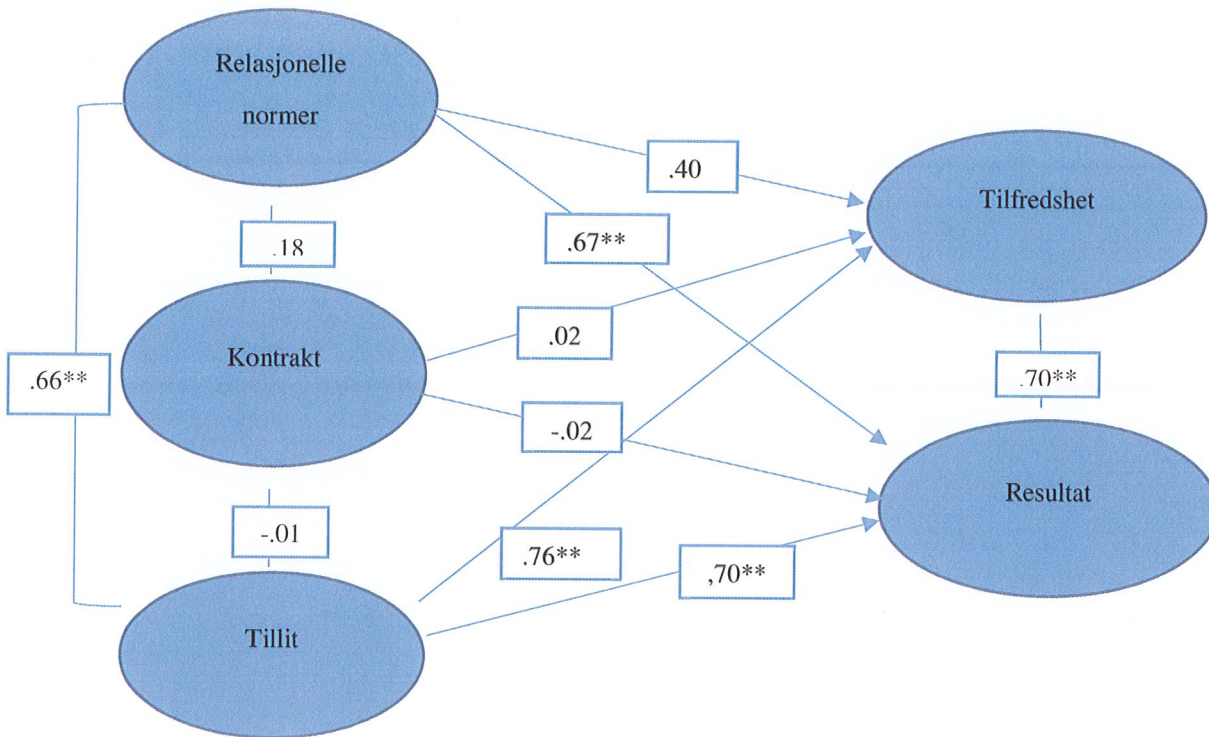 Relasjonelle
normer
.40
Tilfredshet
.67**
.18
.02
Kontrakt
.66**
.70**
-.02
Resultat
-.01
.76**
,70**
Tillit